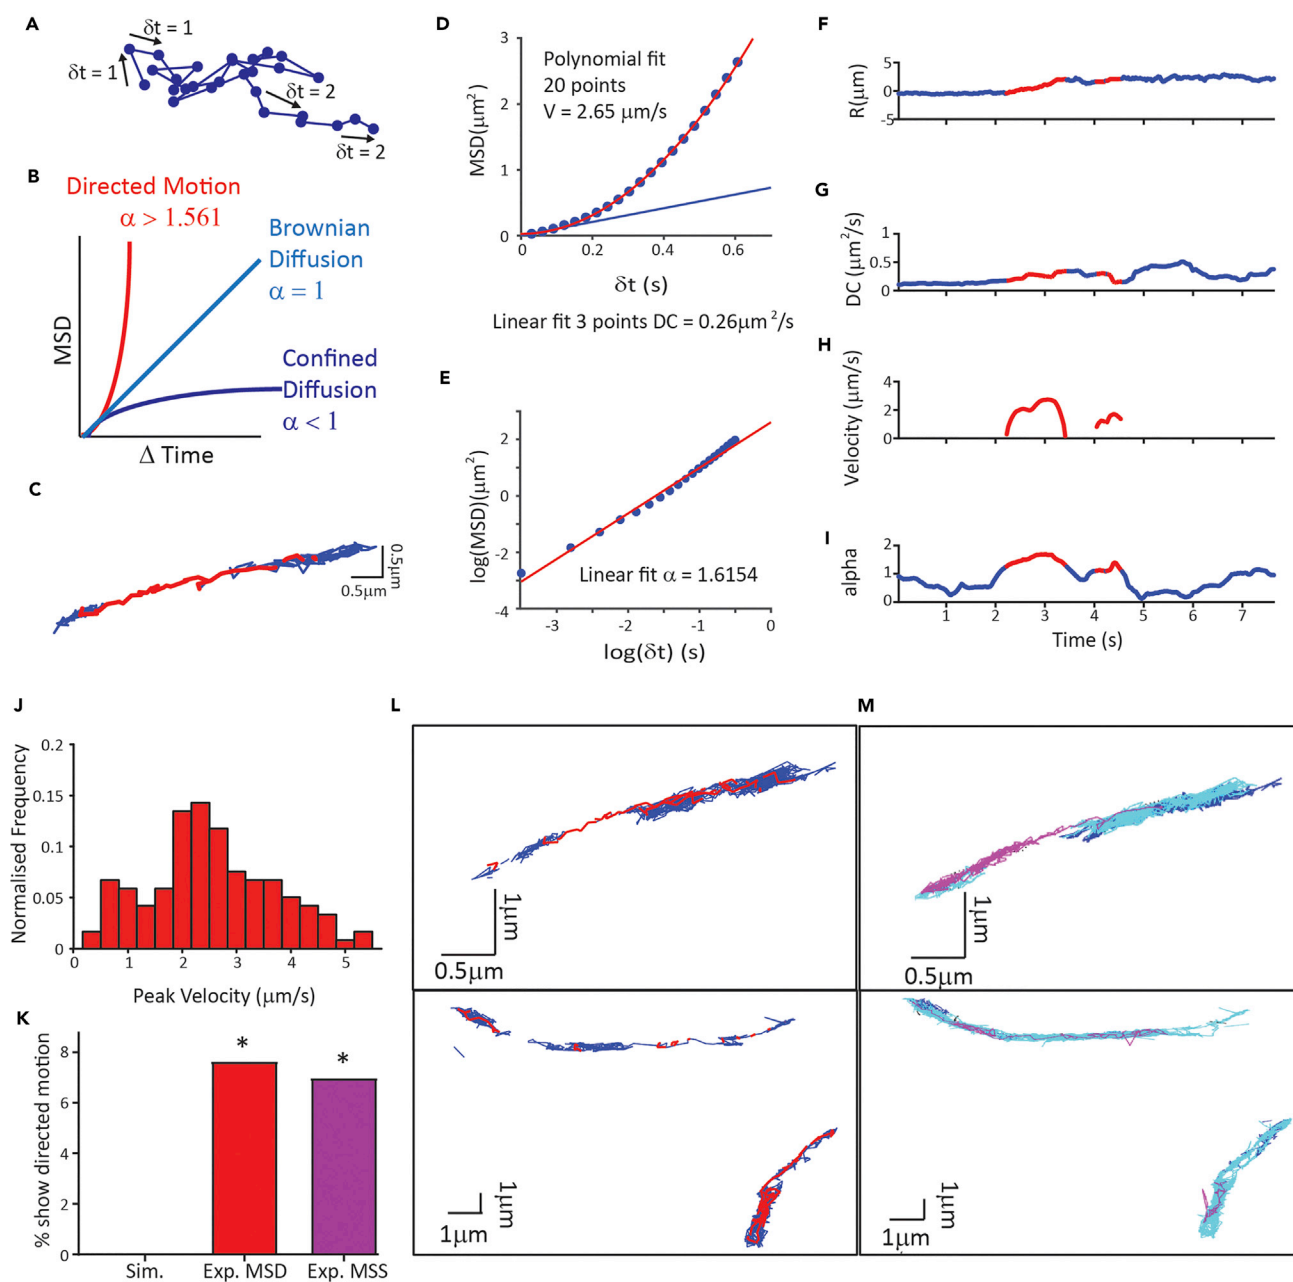 A
δt = 1
δt = 1
δt = 2
δt = 2
B
Directed Motion
α > 1.561
Brownian
Diffusion
α = 1
Confined
Diffusion
α < 1
MSD
Δ Time
C
0.5μm
0.5μm
D
3
2
1
0
MSD(μm²)
Polynomial fit
20 points
V = 2.65 μm/s
0
0.2
0.4
0.6
δt (s)
Linear fit 3 points DC = 0.26μm²/s
E
2
0
-2
-4
log(MSD)(μm²)
Linear fit α = 1.6154
-3
-2
-1
0
log(δt) (s)
F
5
0
-5
R(μm)
G
1
0.5
0
DC (μm²/s)
H
4
2
0
Velocity (μm/s)
I
2
1
0
alpha
1
2
3
4
5
6
7
Time (s)
J
0.2
0.15
0.1
0.05
0
Normalised Frequency
0
1
2
3
4
5
Peak Velocity (μm/s)
K
8
6
4
2
0
% show directed motion
*
*
Sim.
Exp. MSD
Exp. MSS
L
1μm
0.5μm
1μm
1μm
M
1μm
0.5μm
1μm
1μm